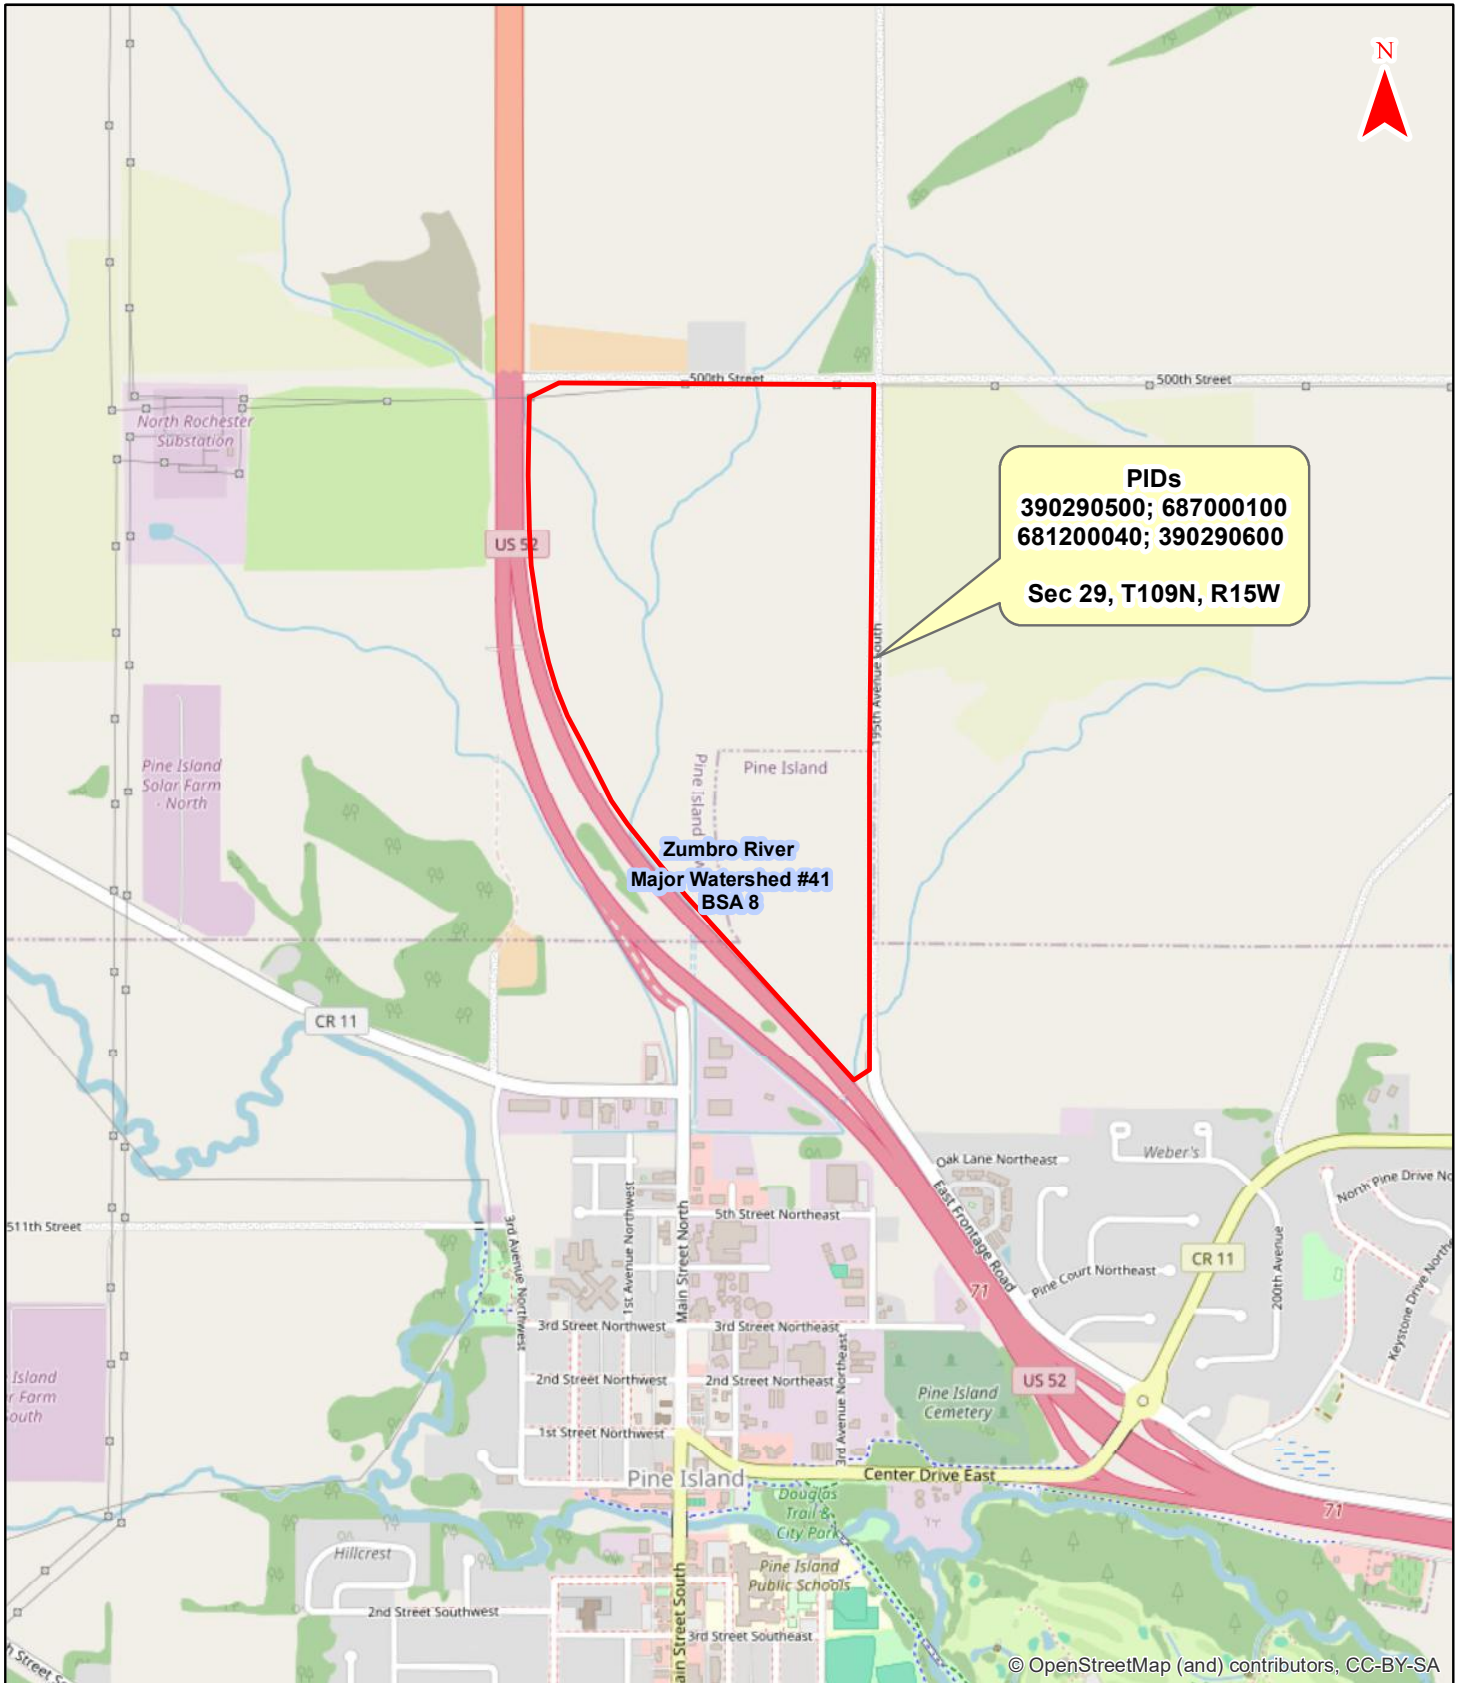 N
500th Street
500th Street
North Rochester
Substation
PIDs
390290500; 687000100
681200040; 390290600
Sec 29, T109N, R15W
US 52
195th Avenue South
Pine Island
Solar Farm
- North
Pine Island
Pine Island
Zumbro River
Major Watershed #41
BSA 8
CR 11
Oak Lane Northeast
Weber's
North Pine Drive No
511th Street
3rd Avenue Northwest
1st Avenue Northwest
Main Street North
5th Street Northeast
East Frontage Road
Pine Court Northeast
CR 11
200th Avenue
Keystone Drive Northe
71
3rd Street Northwest
3rd Street Northeast
3rd Avenue Northeast
2nd Street Northwest
2nd Street Northeast
Pine Island
Cemetery
US 52
Island
r Farm
outh
1st Street Northwest
Pine Island
Center Drive East
Douglas
Trail &
City Park
71
Hillcrest
Pine Island
Public Schools
2nd Street Southwest
ain Street South
3rd Street Southeast
h Street So
© OpenStreetMap (and) contributors, CC-BY-SA